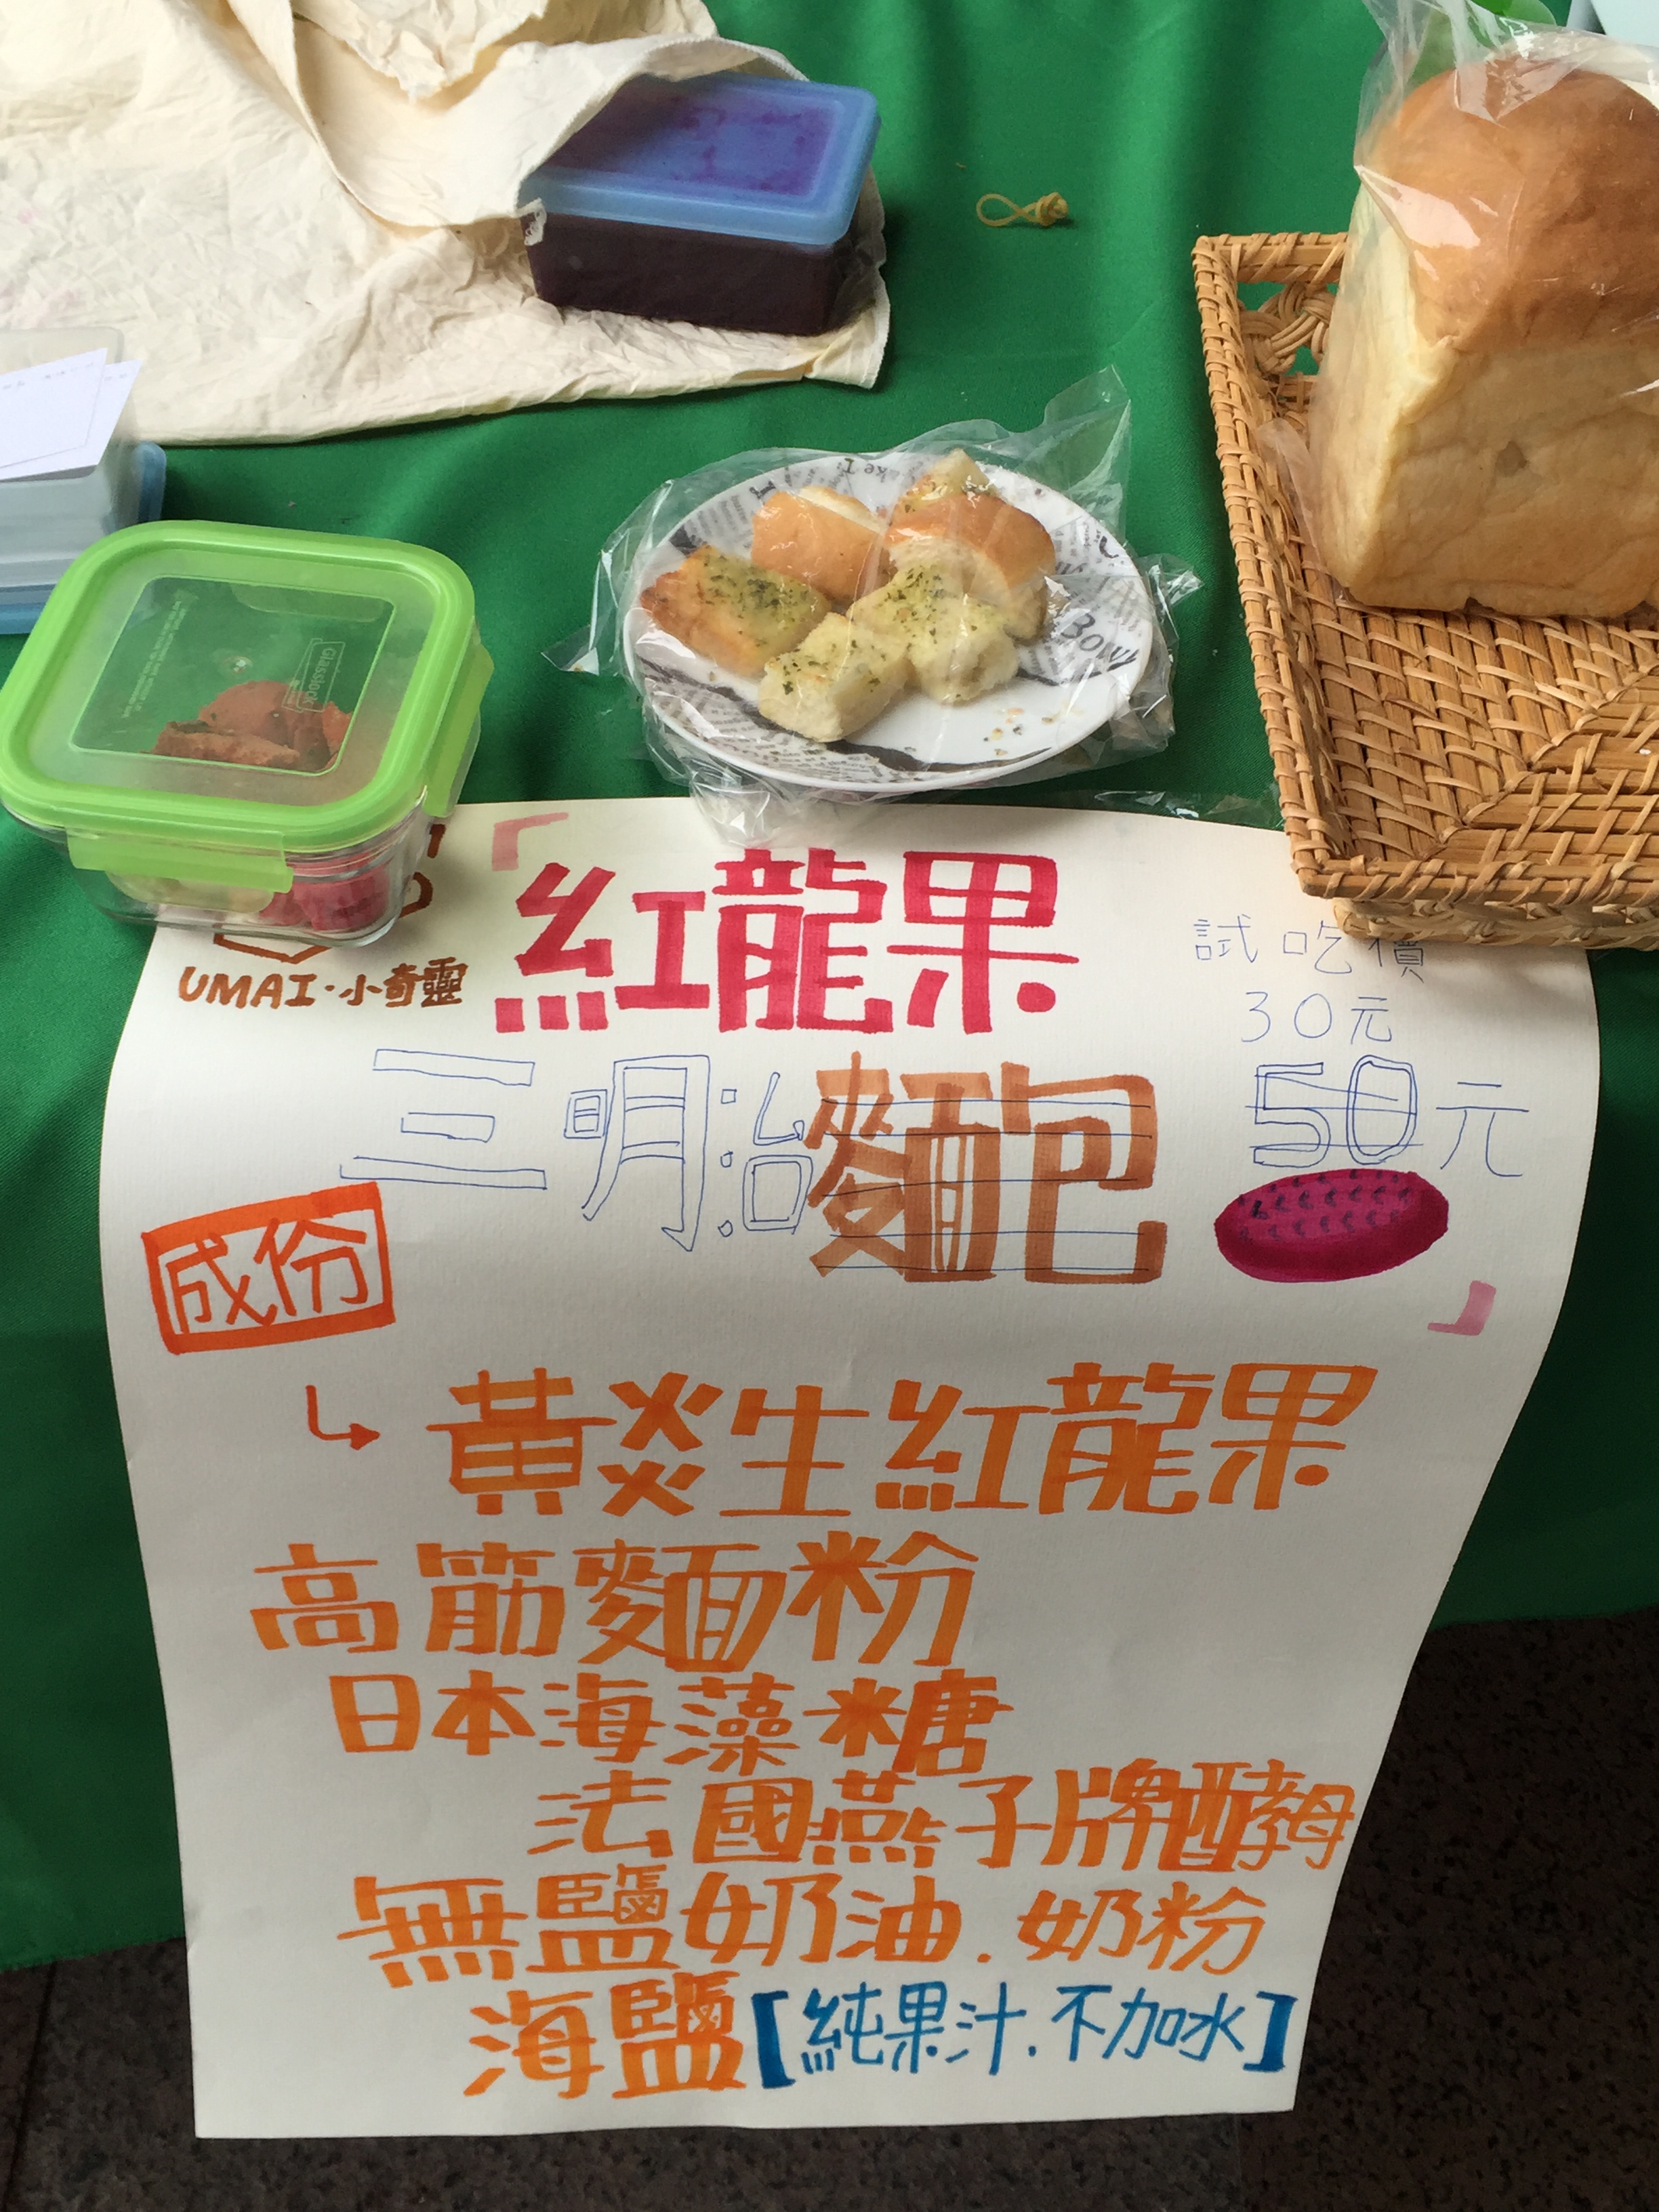 Glasslock
Bowl
UMAI·小奇靈
「紅龍果
試吃價
30元
三明治麵包
50元
」
成份
黃炎生紅龍果
高筋麵粉
日本海藻糖
法國燕子牌酵母
無鹽奶油.奶粉
海鹽【純果汁.不加水】